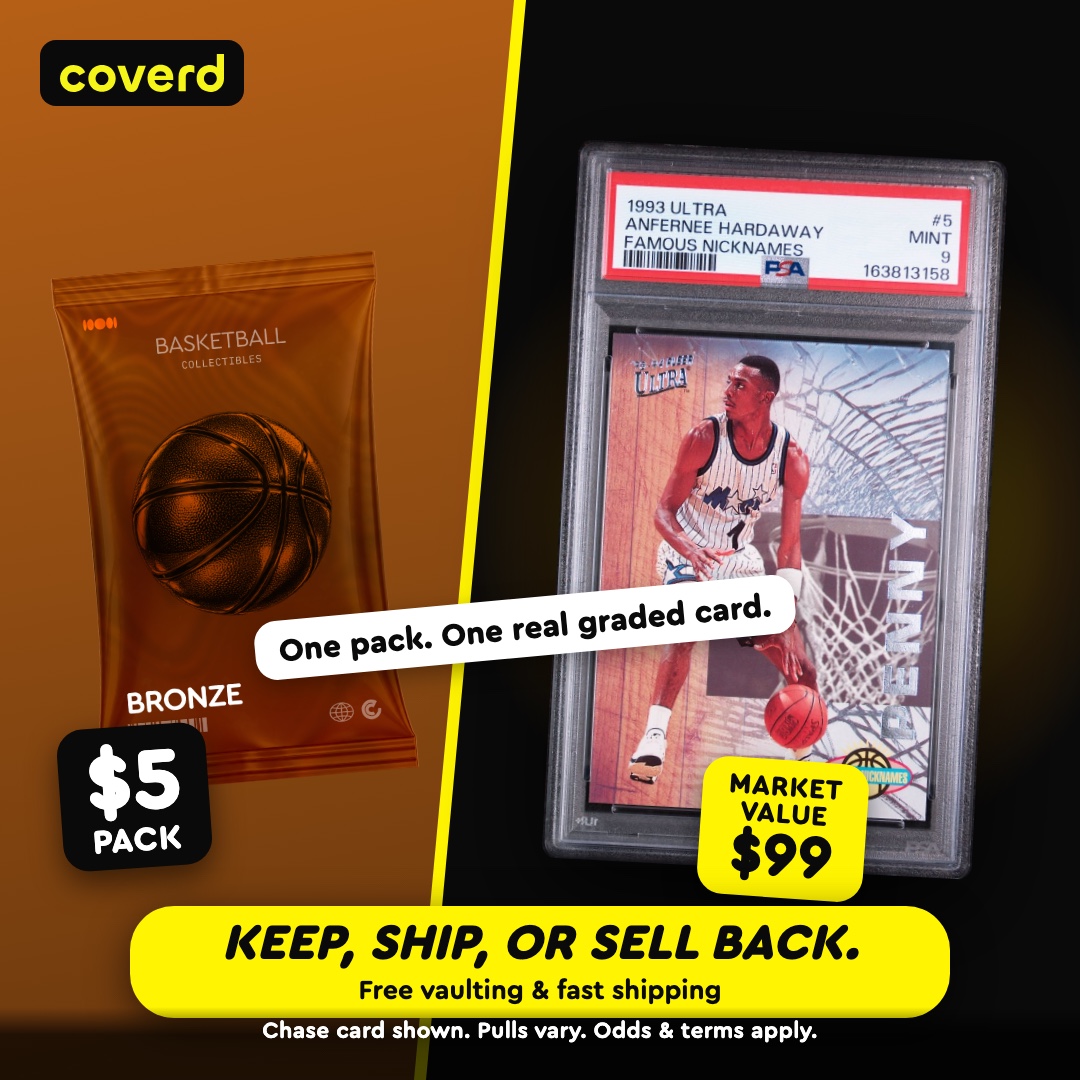 coverd
BASKETBALL
COLLECTIBLES
BRONZE
$5
PACK
1993 ULTRA
ANFERNEE HARDAWAY
FAMOUS NICKNAMES
#5
MINT
9
163813158
PSA
ULTRA
PENNY
One pack. One real graded card.
MARKET
VALUE
$99
KEEP, SHIP, OR SELL BACK.
Free vaulting & fast shipping
Chase card shown. Pulls vary. Odds & terms apply.